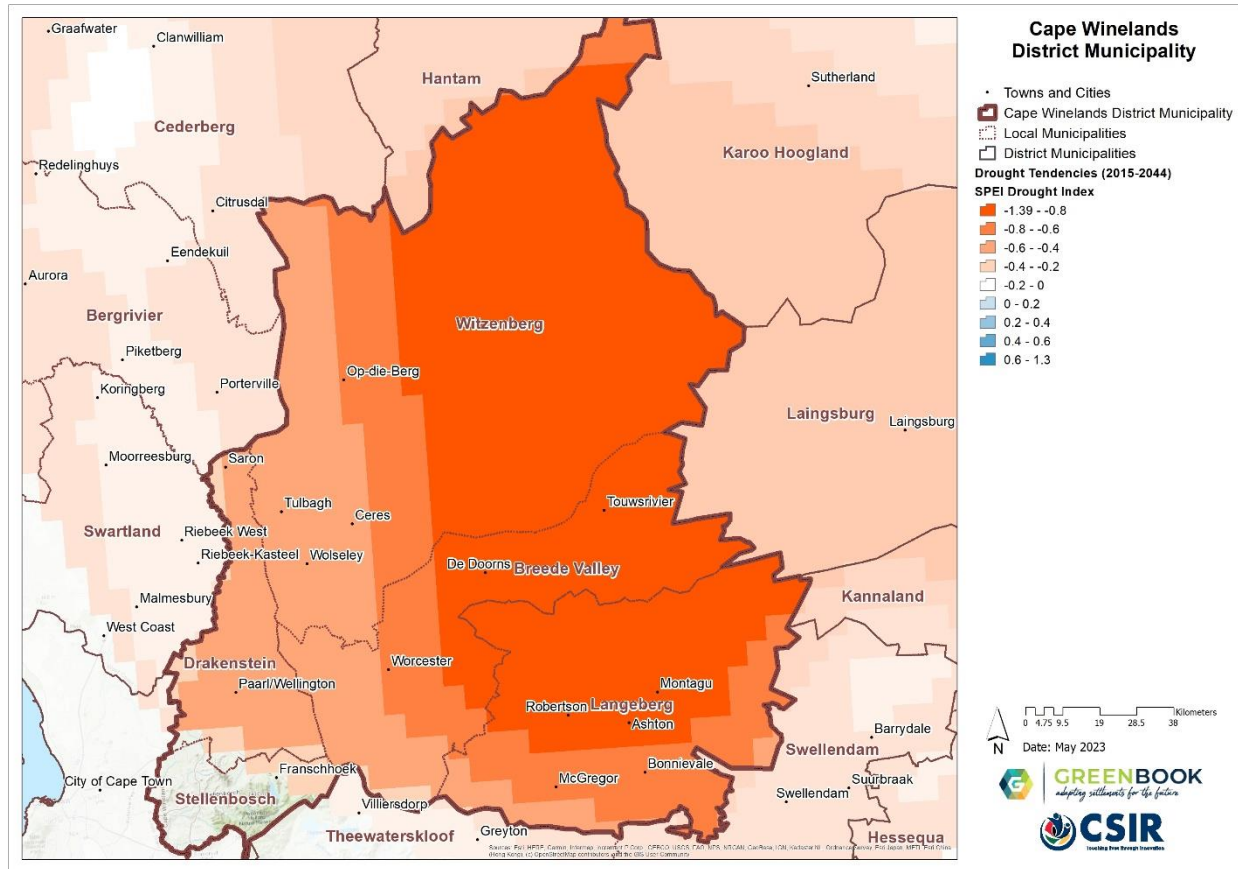 Cape Winelands
District Municipality
Towns and Cities
Cape Winelands District Municipality
Local Municipalities
District Municipalities
Drought Tendencies (2015-2044)
SPEI Drought Index
-1.39 - -0.8
-0.8 - -0.6
-0.6 - -0.4
-0.4 - -0.2
-0.2 - 0
0 - 0.2
0.2 - 0.4
0.4 - 0.6
0.6 - 1.3
Graafwater
Clanwilliam
Hantam
Sutherland
Cederberg
Karoo Hoogland
Redelinghuys
Citrusdal
Eendekuil
Aurora
Bergrivier
Witzenberg
Piketberg
Op-die-Berg
Koringberg
Porterville
Laingsburg
Laingsburg
Moorreesburg
Saron
Tulbagh
Touwsrivier
Ceres
Swartland
Riebeek West
Riebeek-Kasteel
Wolseley
De Doorns
Breede Valley
Kannaland
Malmesbury
West Coast
Drakenstein
Worcester
Paarl/Wellington
Montagu
Robertson
Langeberg
Ashton
Barrydale
Swellendam
Bonnievale
Franschhoek
City of Cape Town
McGregor
Suurbraak
Stellenbosch
Villiersdorp
Swellendam
Theewaterskloof
Greyton
Hessequa
Kilometers
0 4.75 9.5 19 28.5 38
N
Date: May 2023
GREENBOOK
adapting settlements for the future
CSIR
Touching lives through innovation